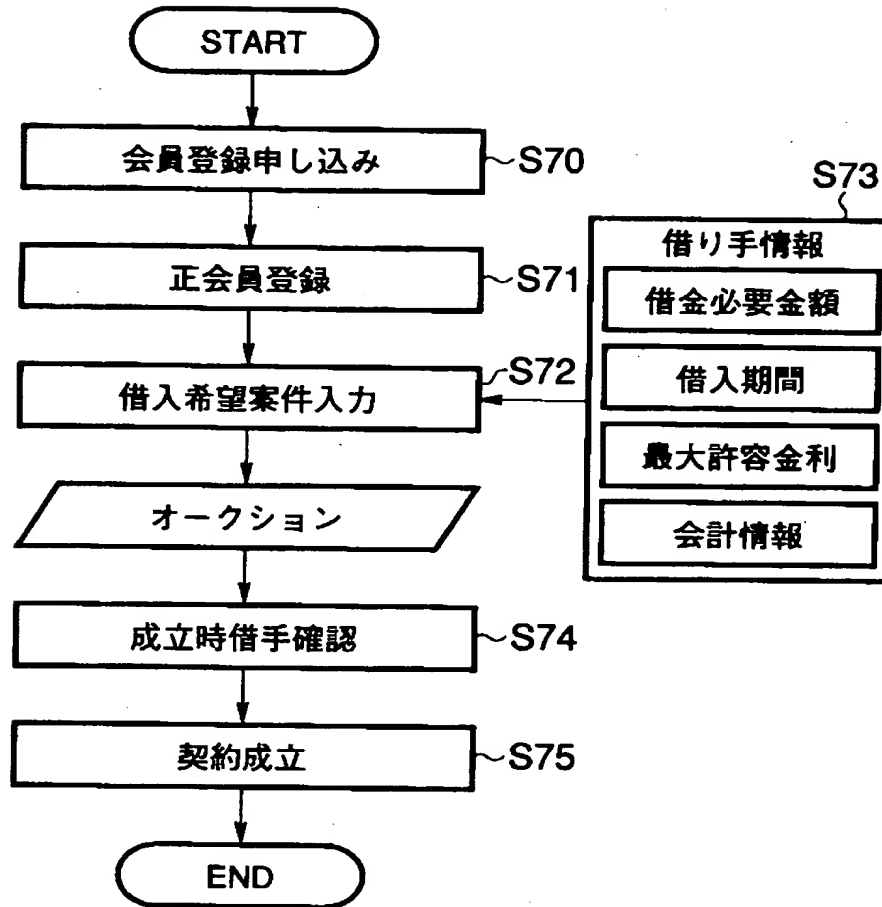 START
会員登録申し込み
S70
正会員登録
S71
借入希望案件入力
S72
S73
借り手情報
借金必要金額
借入期間
最大許容金利
会計情報
オークション
成立時借手確認
S74
契約成立
S75
END